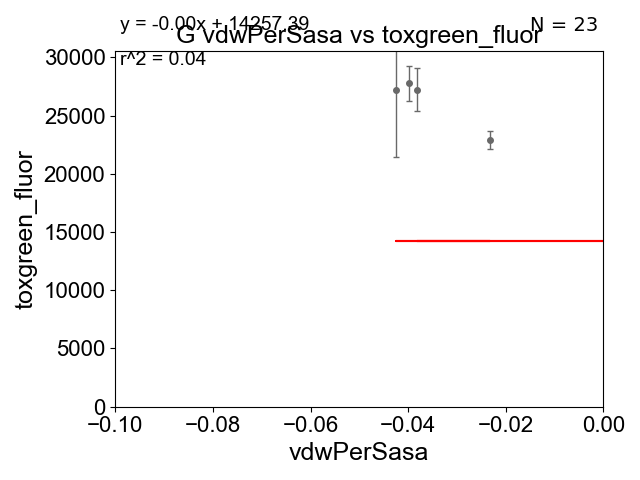 y = -0.00x + 14257.39
N = 23
G vdwPerSasa vs toxgreen_fluor
r^2 = 0.04
30000
25000
20000
15000
10000
5000
0
toxgreen_fluor
−0.10 −0.08 −0.06 −0.04 −0.02 0.00
vdwPerSasa